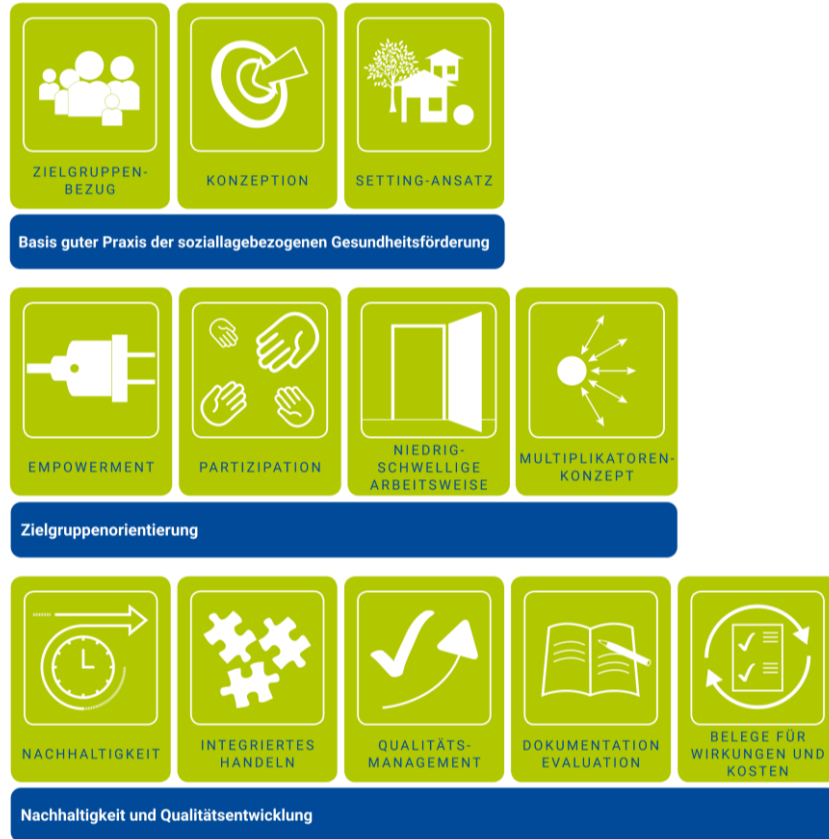 ZIELGRUPPEN-
BEZUG
KONZEPTION
SETTING-ANSATZ
Basis guter Praxis der soziallagebezogenen Gesundheitsförderung
EMPOWERMENT
PARTIZIPATION
NIEDRIG-
SCHWELLIGE
ARBEITSWEISE
MULTIPLIKATOREN-
KONZEPT
Zielgruppenorientierung
NACHHALTIGKEIT
INTEGRIERTES
HANDELN
QUALITÄTS-
MANAGEMENT
DOKUMENTATION
EVALUATION
BELEGE FÜR
WIRKUNGEN UND
KOSTEN
Nachhaltigkeit und Qualitätsentwicklung